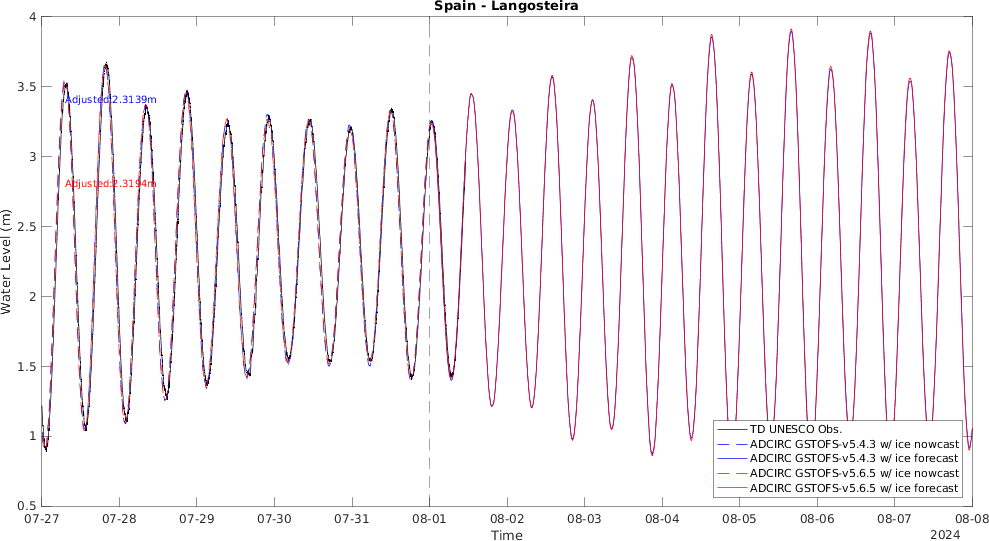 Spain - Langosteira
4
3.5
3
2.5
2
1.5
1
0.5
Water Level (m)
Adjusted:2.3139m
Adjusted:2.3194m
TD UNESCO Obs.
ADCIRC GSTOFS-v5.4.3 w/ ice nowcast
ADCIRC GSTOFS-v5.4.3 w/ ice forecast
ADCIRC GSTOFS-v5.6.5 w/ ice nowcast
ADCIRC GSTOFS-v5.6.5 w/ ice forecast
07-27 07-28 07-29 07-30 07-31 08-01 08-02 08-03 08-04 08-05 08-06 08-07 08-08
Time
2024